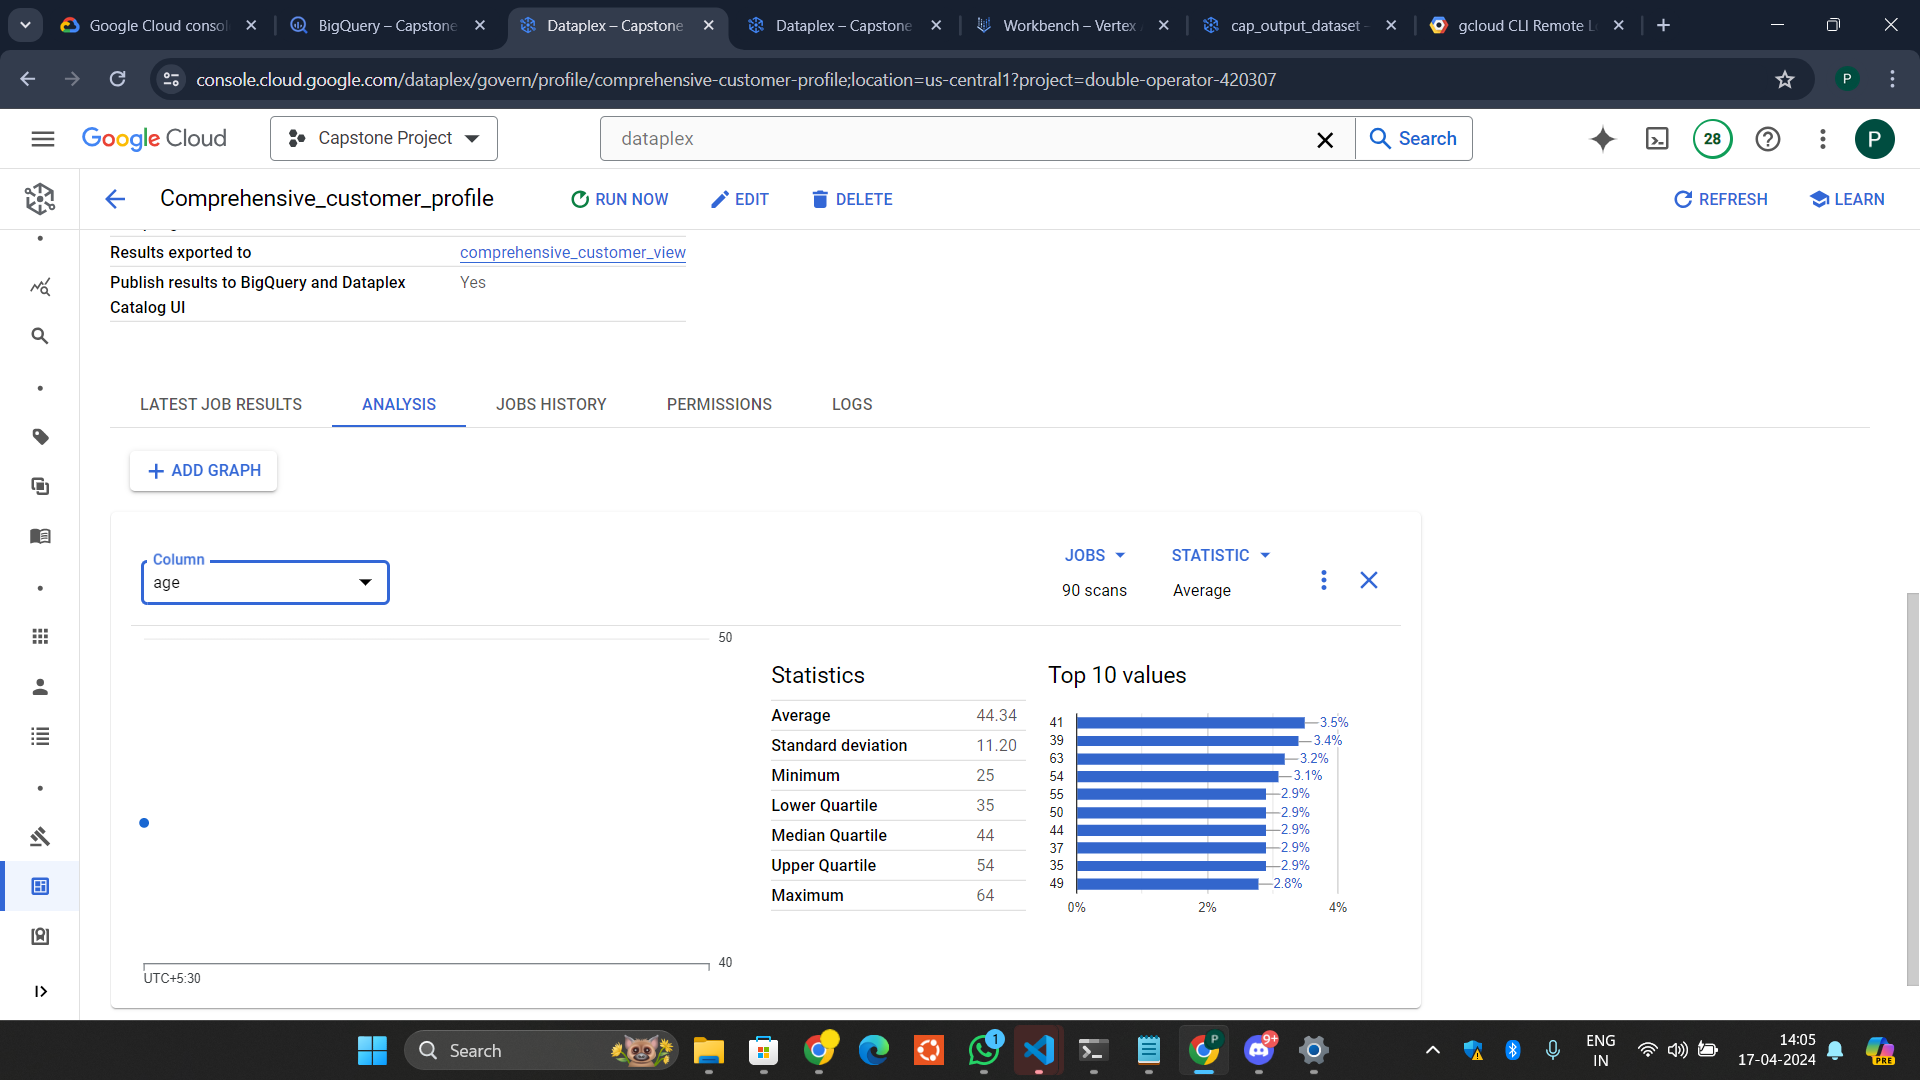 Google Cloud consol
BigQuery – Capstone
Dataplex – Capstone
Dataplex – Capstone
Workbench – Vertex
cap_output_dataset –
gcloud CLI Remote L
console.cloud.google.com/dataplex/govern/profile/comprehensive-customer-profile;location=us-central1?project=double-operator-420307
P
Google Cloud
Capstone Project
dataplex
Search
28
P
Comprehensive_customer_profile
RUN NOW
EDIT
DELETE
REFRESH
LEARN
Results exported to
comprehensive_customer_view
Publish results to BigQuery and Dataplex Catalog UI
Yes
LATEST JOB RESULTS
ANALYSIS
JOBS HISTORY
PERMISSIONS
LOGS
ADD GRAPH
Column
age
JOBS
90 scans
STATISTIC
Average
50
40
UTC+5:30
Statistics
Average 44.34
Standard deviation 11.20
Minimum 25
Lower Quartile 35
Median Quartile 44
Upper Quartile 54
Maximum 64
Top 10 values
41 3.5%
39 3.4%
63 3.2%
54 3.1%
55 2.9%
50 2.9%
44 2.9%
37 2.9%
35 2.9%
49 2.8%
0% 2% 4%
Search
1
P
9+
ENG
IN
14:05
17-04-2024
PRE